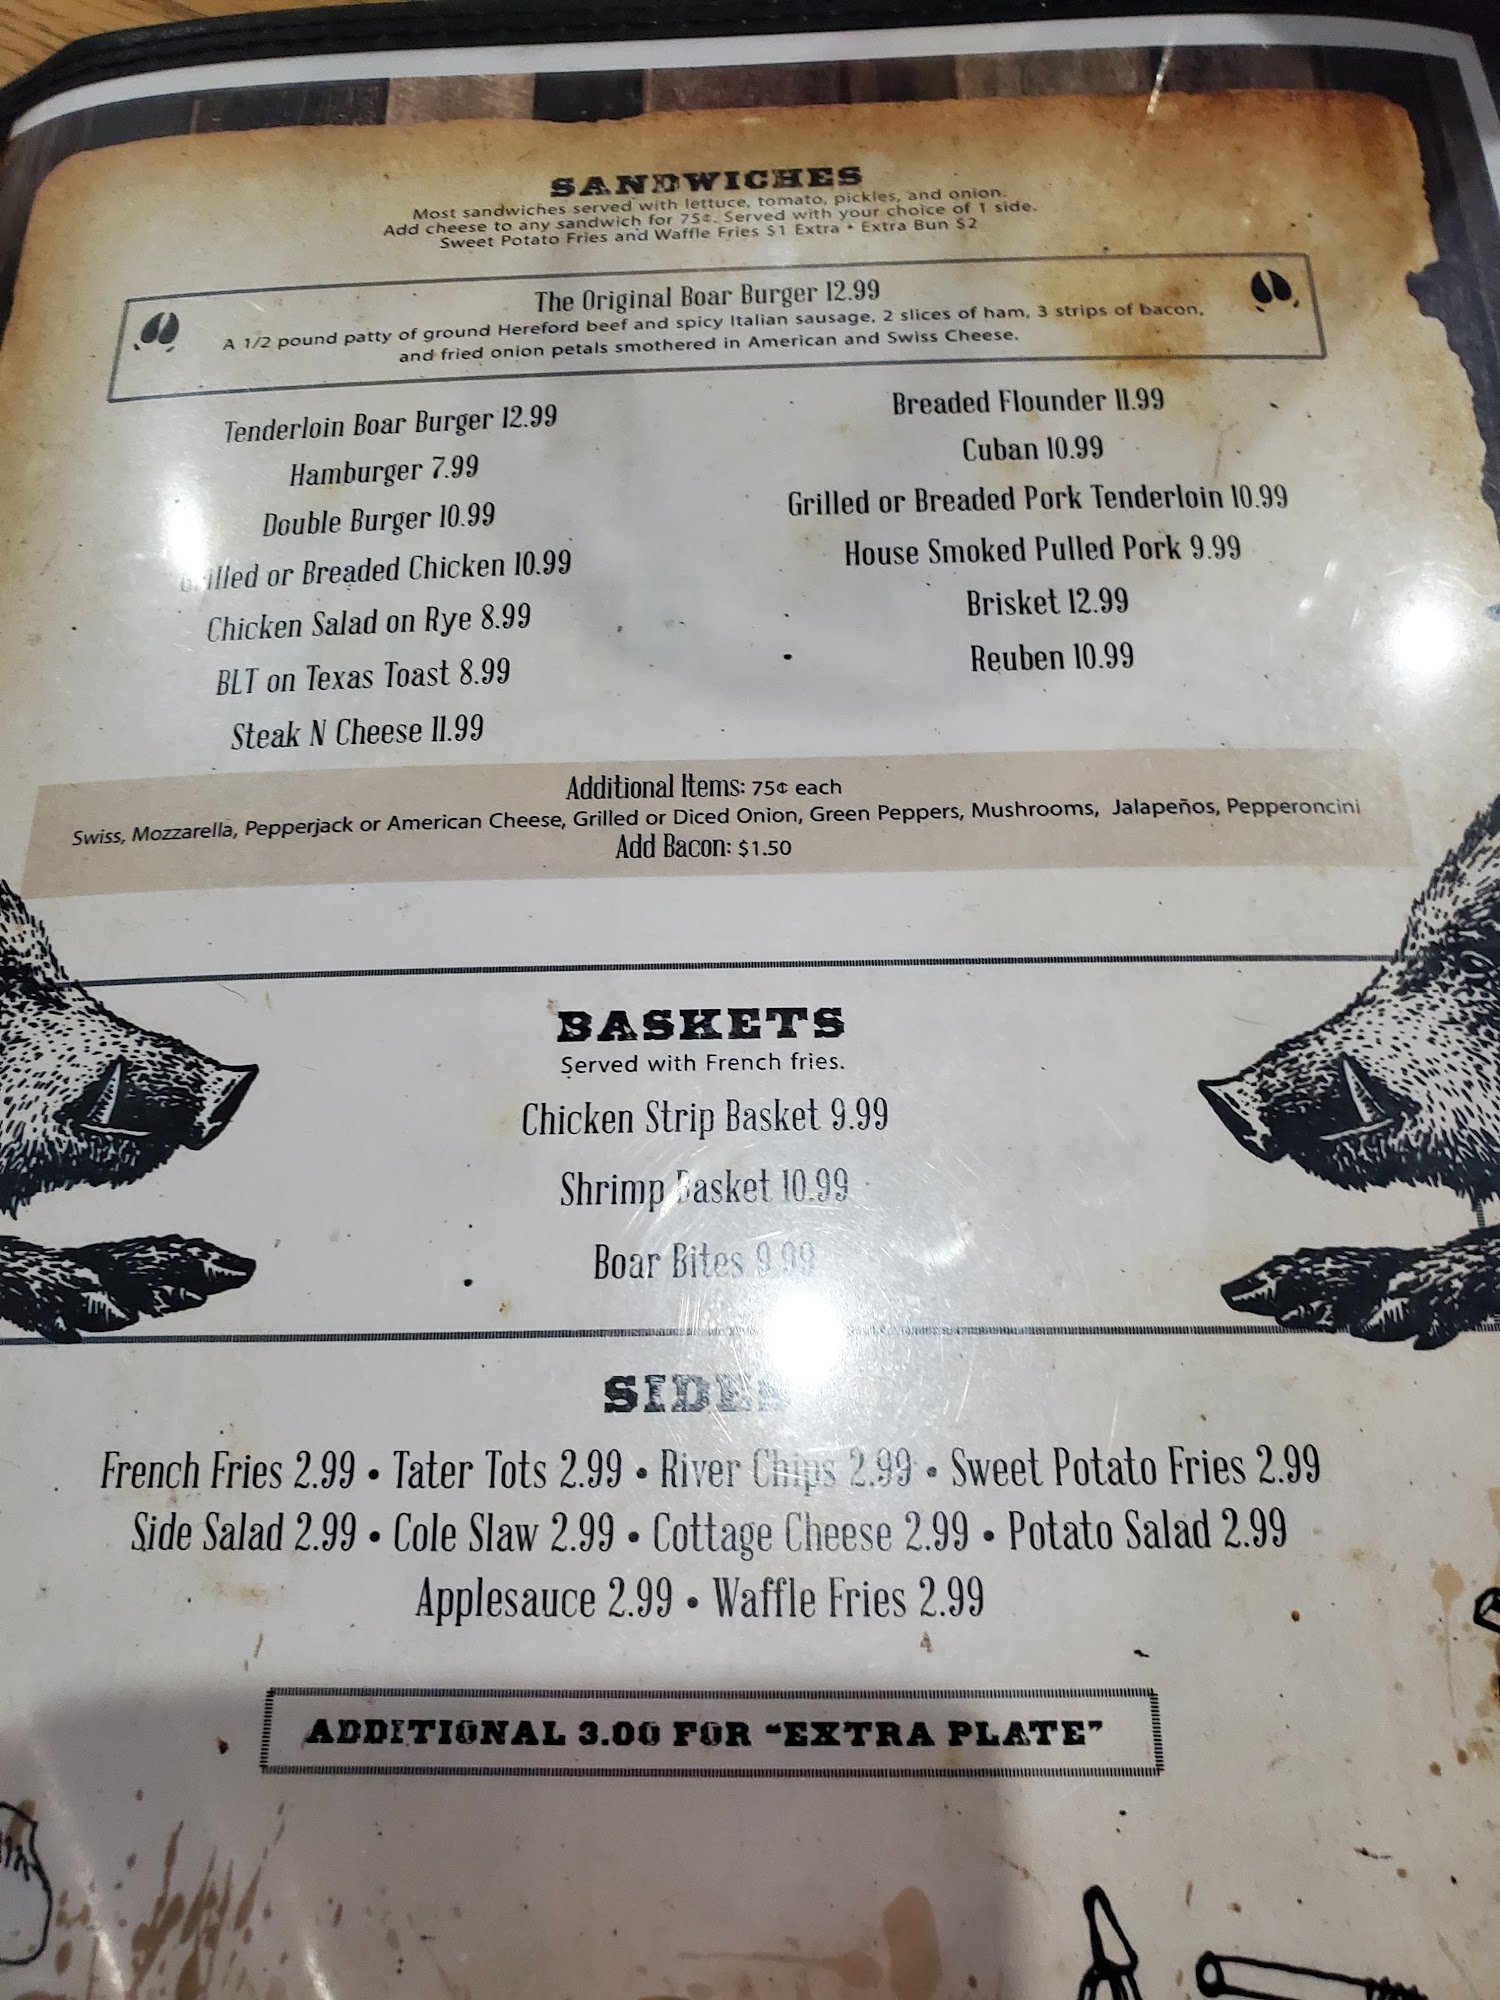 SANDWICHES
Most sandwiches served with lettuce, tomato, pickles, and onion.
Add cheese to any sandwich for 75¢. Served with your choice of 1 side.
Sweet Potato Fries and Waffle Fries $1 Extra • Extra Bun $2
The Original Boar Burger 12.99
A 1/2 pound patty of ground Hereford beef and spicy Italian sausage, 2 slices of ham, 3 strips of bacon,
and fried onion petals smothered in American and Swiss Cheese.
Tenderloin Boar Burger 12.99
Hamburger 7.99
Double Burger 10.99
Grilled or Breaded Chicken 10.99
Chicken Salad on Rye 8.99
BLT on Texas Toast 8.99
Steak N Cheese 11.99
Breaded Flounder 11.99
Cuban 10.99
Grilled or Breaded Pork Tenderloin 10.99
House Smoked Pulled Pork 9.99
Brisket 12.99
Reuben 10.99
Additional Items: 75¢ each
Swiss, Mozzarella, Pepperjack or American Cheese, Grilled or Diced Onion, Green Peppers, Mushrooms, Jalapeños, Pepperoncini
Add Bacon: $1.50
BASKETS
Served with French fries.
Chicken Strip Basket 9.99
Shrimp Basket 10.99
Boar Bites 9.99
SIDES
French Fries 2.99 • Tater Tots 2.99 • River Chips 2.99 • Sweet Potato Fries 2.99
Side Salad 2.99 • Cole Slaw 2.99 • Cottage Cheese 2.99 • Potato Salad 2.99
Applesauce 2.99 • Waffle Fries 2.99
ADDITIONAL 3.00 FOR “EXTRA PLATE”